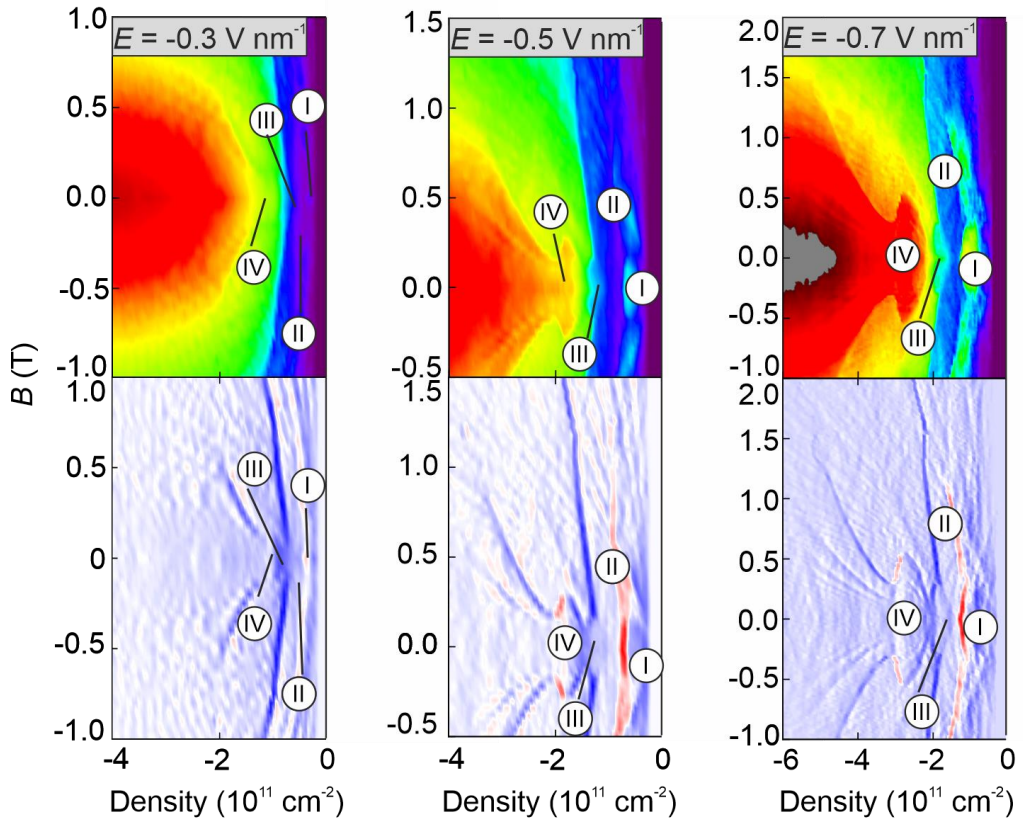 E = -0.3 V nm⁻¹
E = -0.5 V nm⁻¹
E = -0.7 V nm⁻¹
1.0
0.5
0.0
-0.5
-1.0
III
I
IV
II
1.5
1.0
0.5
0.0
-0.5
IV
II
I
III
2.0
1.5
1.0
0.5
0.0
-0.5
-1.0
II
IV
I
III
B (T)
1.0
0.5
0
-0.5
-1.0
III
I
IV
II
-4
-2
0
Density (10¹¹ cm⁻²)
1.5
1.0
0.5
0.0
-0.5
II
IV
I
III
-4
-2
0
Density (10¹¹ cm⁻²)
2.0
1.5
1.0
0.5
0.0
-0.5
-1.0
II
IV
I
III
-6
-4
-2
0
Density (10¹¹ cm⁻²)